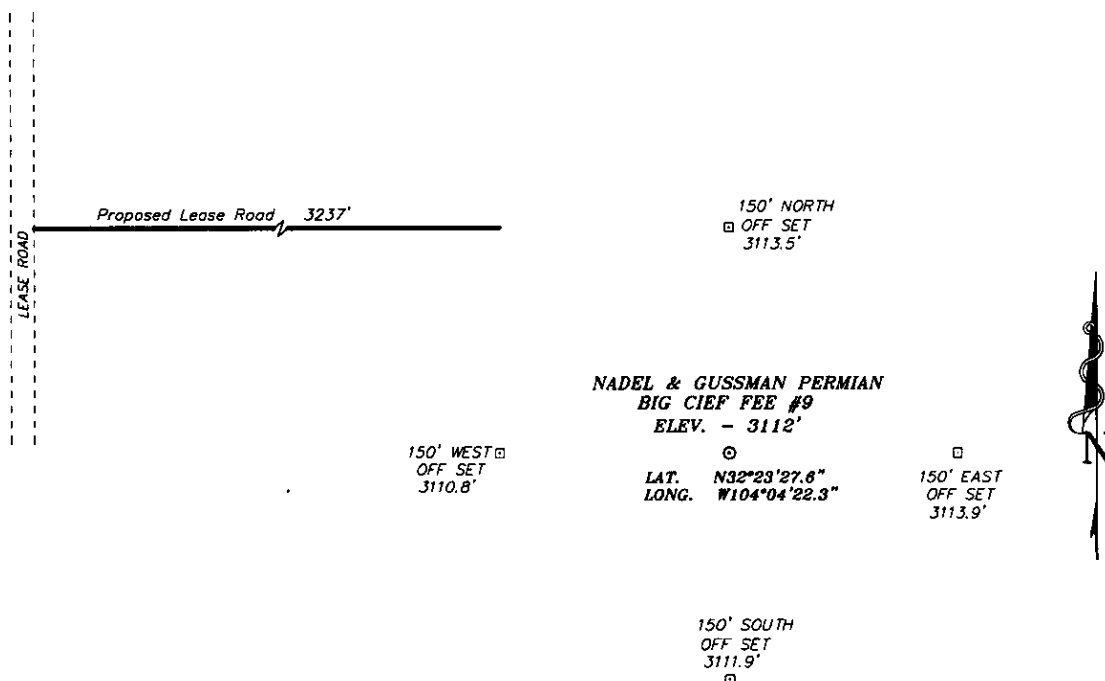 Proposed Lease Road 3237'
LEASE ROAD
150' NORTH
OFF SET
3113.5'
NADEL & GUSSMAN PERMIAN
BIG CIEF FEE #9
ELEV. - 3112'
150' WEST
OFF SET
3110.8'
LAT. N32°23'27.6"
LONG. W104°04'22.3"
150' EAST
OFF SET
3113.9'
150' SOUTH
OFF SET
3111.9'